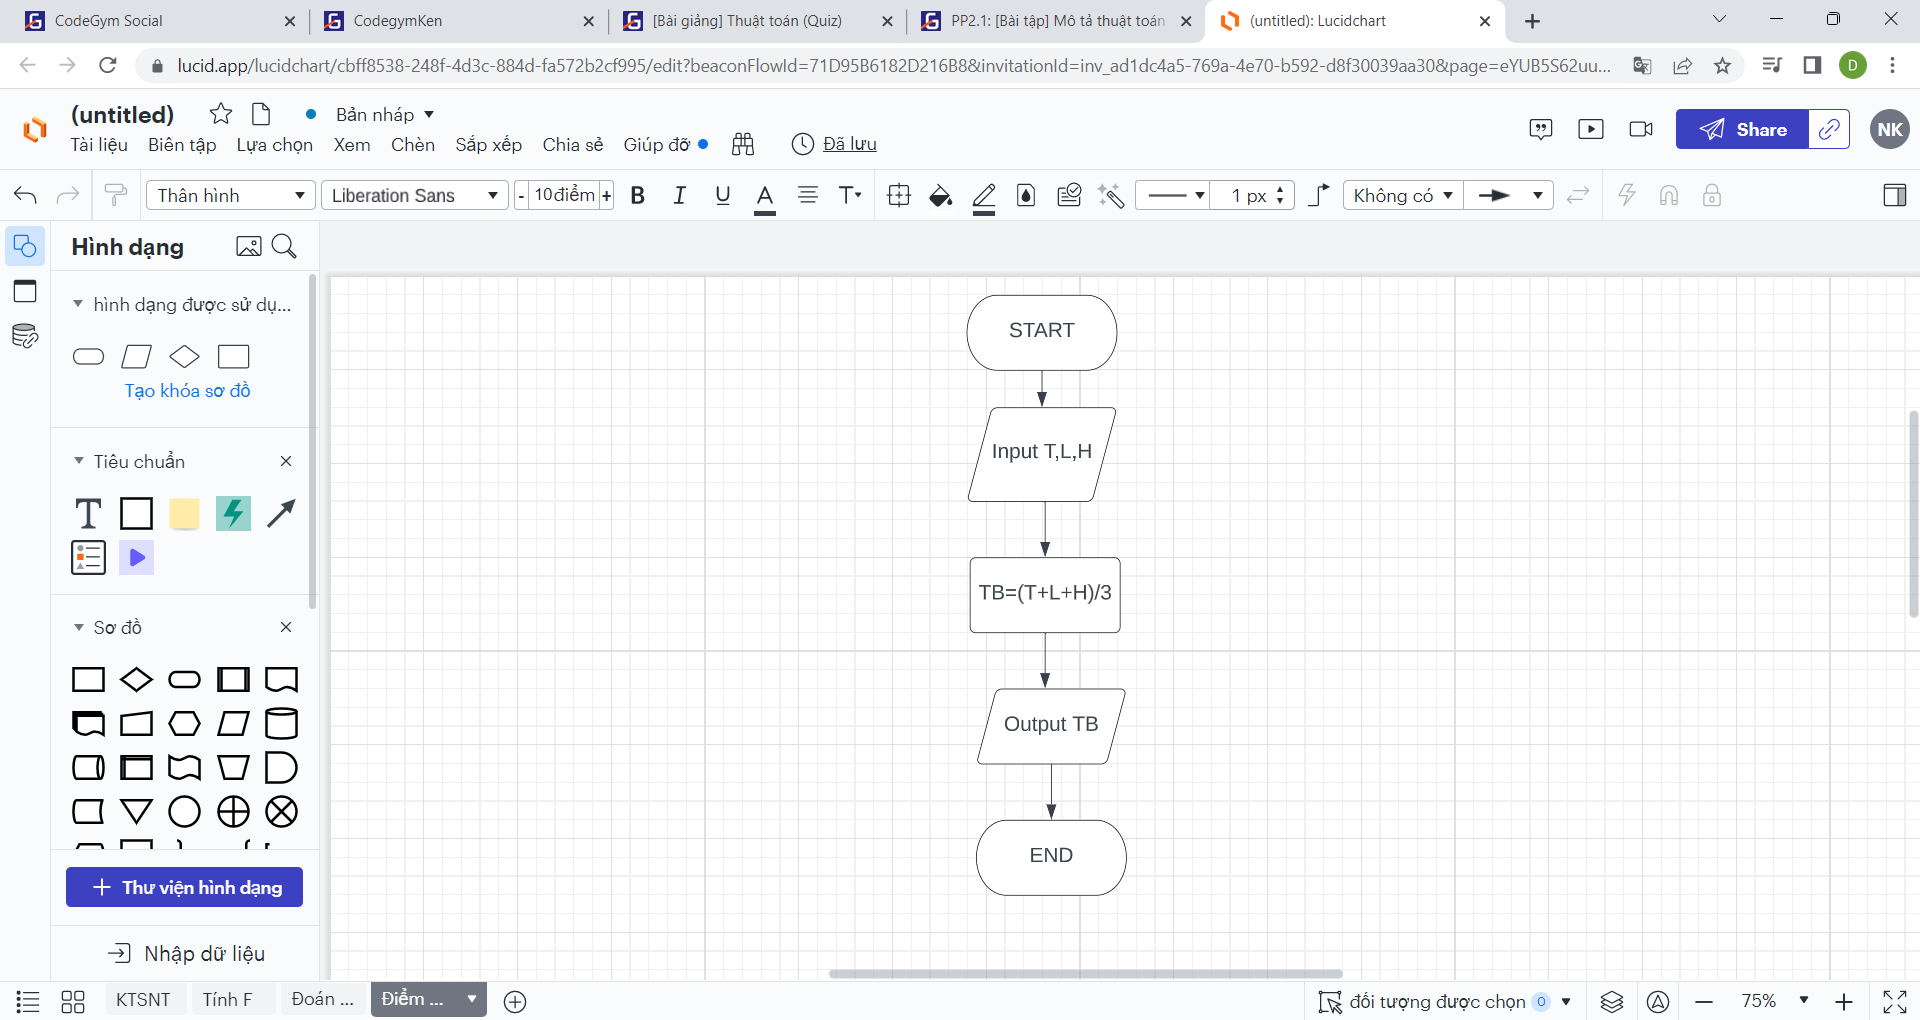 CodeGym Social
CodegymKen
[Bài giảng] Thuật toán (Quiz)
PP2.1: [Bài tập] Mô tả thuật toán
(untitled): Lucidchart
lucid.app/lucidchart/cbff8538-248f-4d3c-884d-fa572b2cf995/edit?beaconFlowId=71D95B6182D216B8&invitationId=inv_ad1dc4a5-769a-4e70-b592-d8f30039aa30&page=eYUB5S62uu...
D
(untitled)
Bản nháp
Tài liệu Biên tập Lựa chọn Xem Chèn Sắp xếp Chia sẻ Giúp đỡ
Đã lưu
Share
NK
Thân hình
Liberation Sans
- 10 điểm +
B I U A T
1 px
Không có
Hình dạng
hình dạng được sử dụ...
Tạo khóa sơ đồ
Tiêu chuẩn
T
Sơ đồ
Thư viện hình dạng
Nhập dữ liệu
START
Input T,L,H
TB=(T+L+H)/3
Output TB
END
KTSNT
Tính F
Đoán ...
Điểm ...
đối tượng được chọn 0
75%